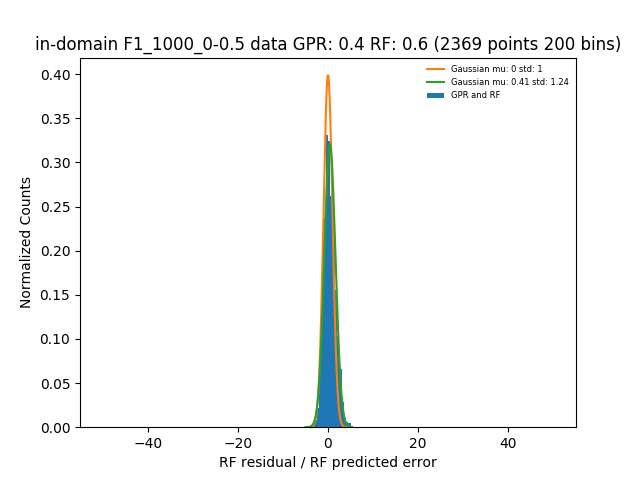 in-domain F1_1000_0-0.5 data GPR: 0.4 RF: 0.6 (2369 points 200 bins)
Gaussian mu: 0 std: 1
Gaussian mu: 0.41 std: 1.24
GPR and RF
0.40
0.35
0.30
0.25
0.20
0.15
0.10
0.05
0.00
Normalized Counts
−40 −20 0 20 40
RF residual / RF predicted error